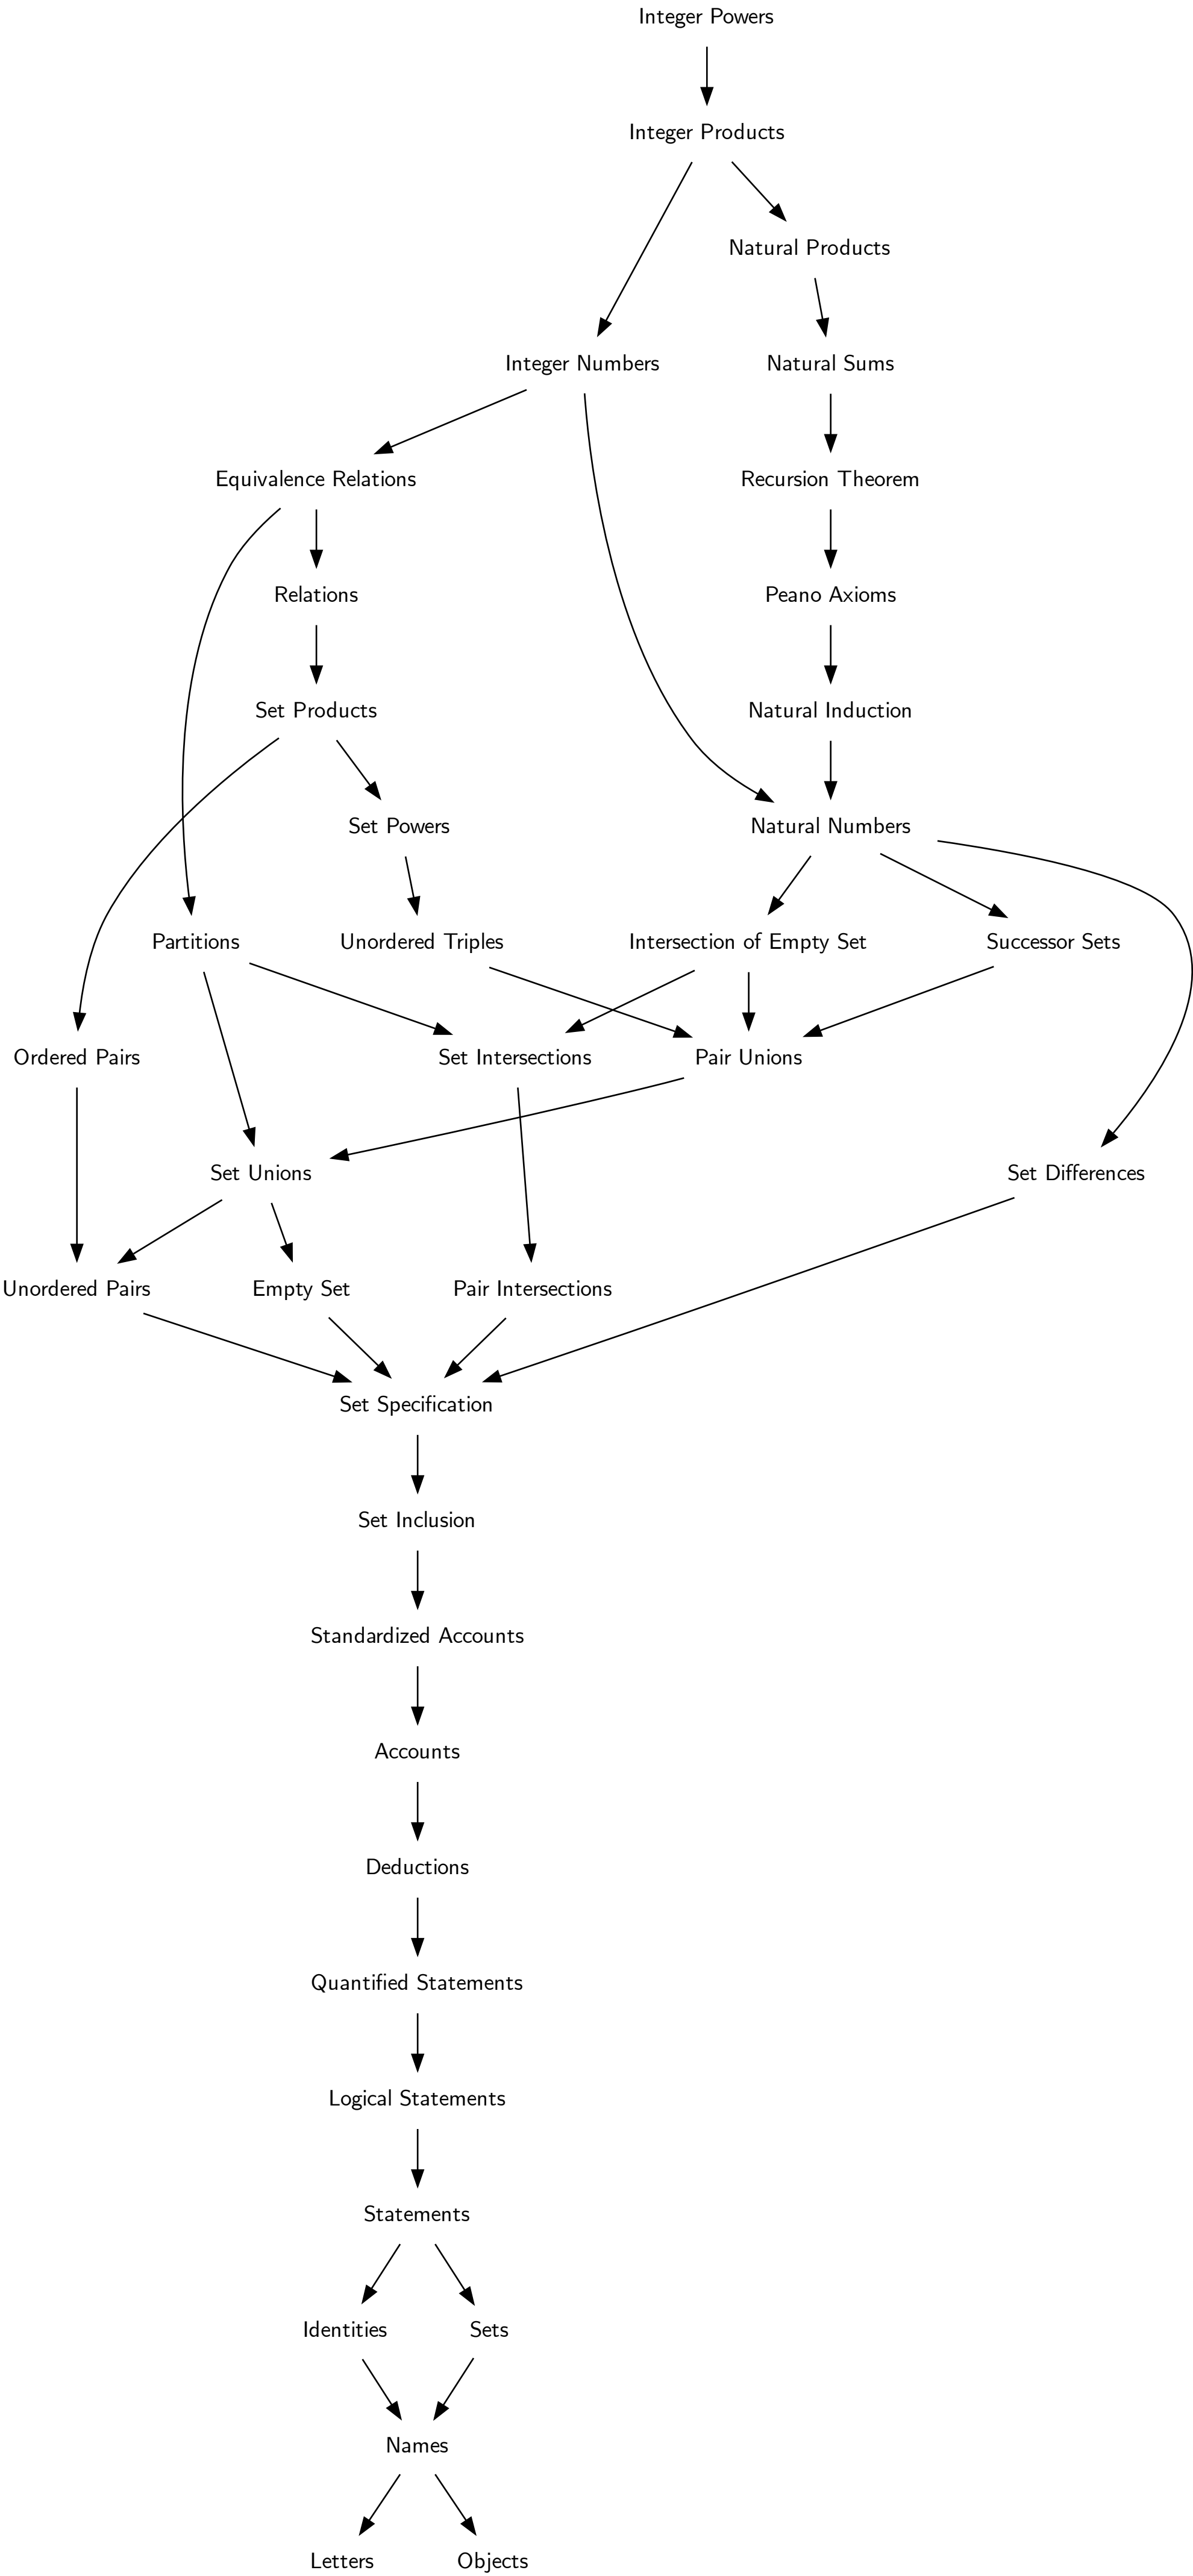 Integer Powers
Integer Products
Natural Products
Integer Numbers
Natural Sums
Equivalence Relations
Recursion Theorem
Relations
Peano Axioms
Set Products
Natural Induction
Set Powers
Natural Numbers
Partitions
Unordered Triples
Intersection of Empty Set
Successor Sets
Ordered Pairs
Set Intersections
Pair Unions
Set Unions
Set Differences
Unordered Pairs
Empty Set
Pair Intersections
Set Specification
Set Inclusion
Standardized Accounts
Accounts
Deductions
Quantified Statements
Logical Statements
Statements
Identities
Sets
Names
Letters
Objects